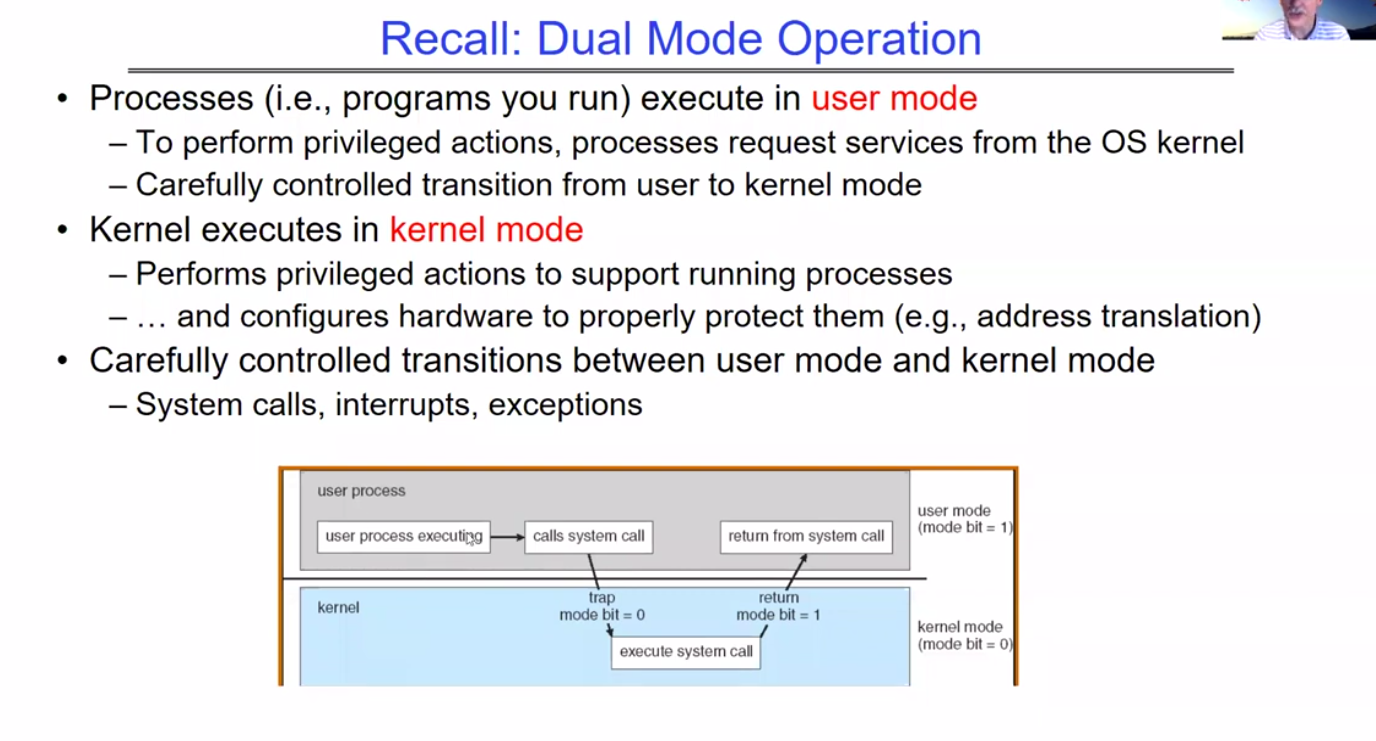 Recall: Dual Mode Operation
• Processes (i.e., programs you run) execute in user mode
– To perform privileged actions, processes request services from the OS kernel
– Carefully controlled transition from user to kernel mode
• Kernel executes in kernel mode
– Performs privileged actions to support running processes
– … and configures hardware to properly protect them (e.g., address translation)
• Carefully controlled transitions between user mode and kernel mode
– System calls, interrupts, exceptions
user process
user process executing
calls system call
return from system call
user mode
(mode bit = 1)
kernel
trap
mode bit = 0
return
mode bit = 1
execute system call
kernel mode
(mode bit = 0)